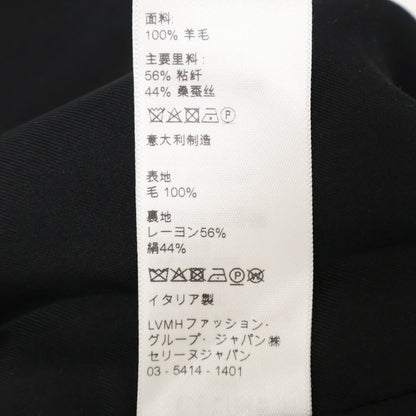 面料:
100% 羊毛
主要里料:
56% 粘纤
44% 桑蚕丝
意大利制造
表地
毛 100%
裏地
レーヨン56%
絹44%
イタリア製
LVMHファッション・
グループ・ジャパン㈱
セリーヌジャパン
03 - 5414 - 1401